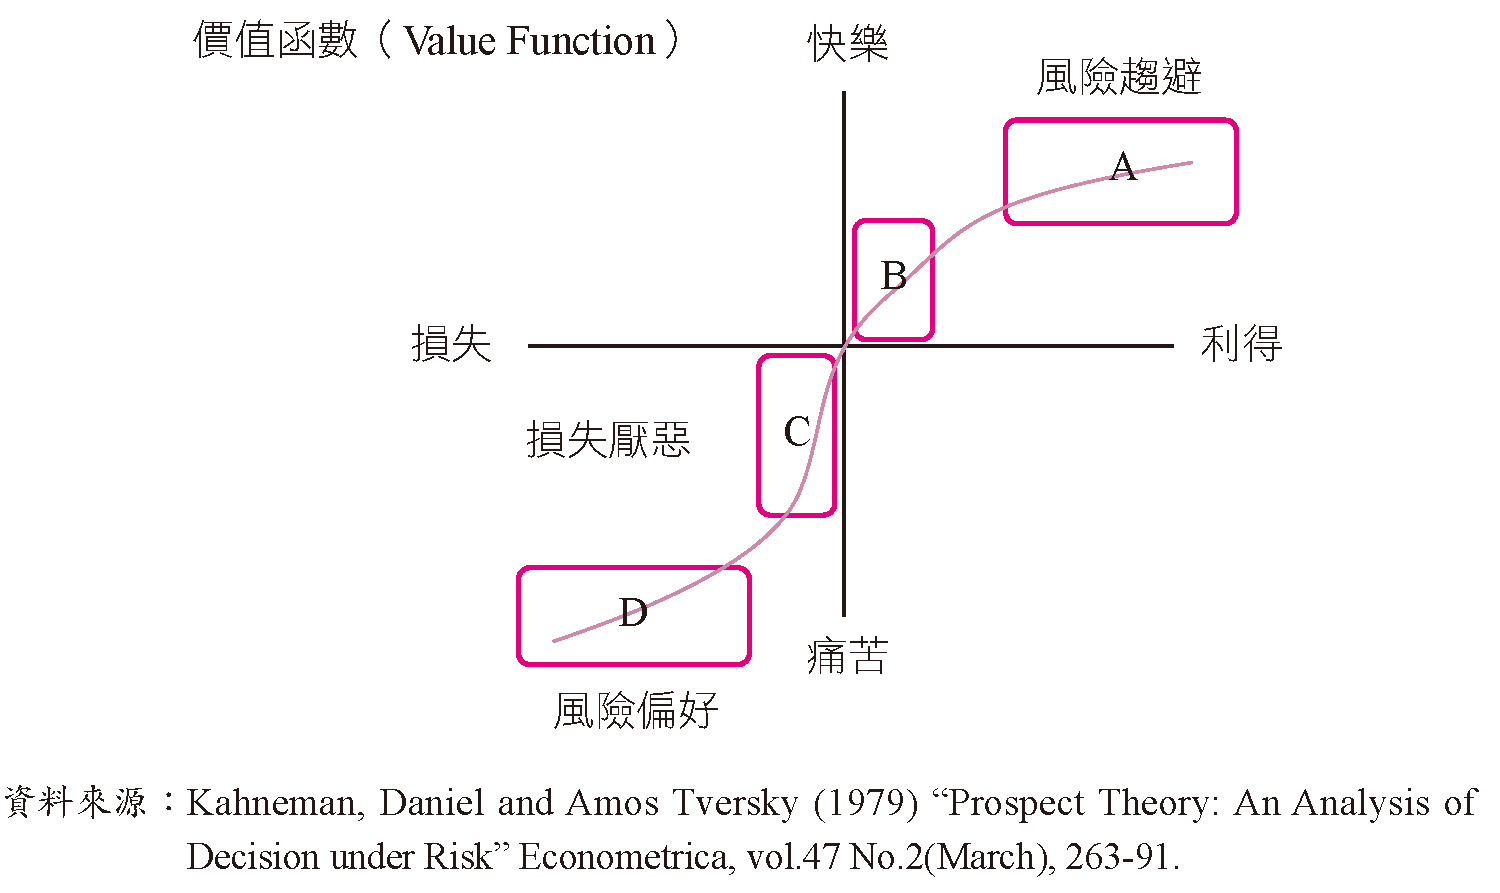 價值函數（Value Function）
快樂
風險趨避
A
B
損失
利得
損失厭惡
C
D
痛苦
風險偏好
資料來源：Kahneman, Daniel and Amos Tversky (1979) “Prospect Theory: An Analysis of
Decision under Risk” Econometrica, vol.47 No.2(March), 263-91.